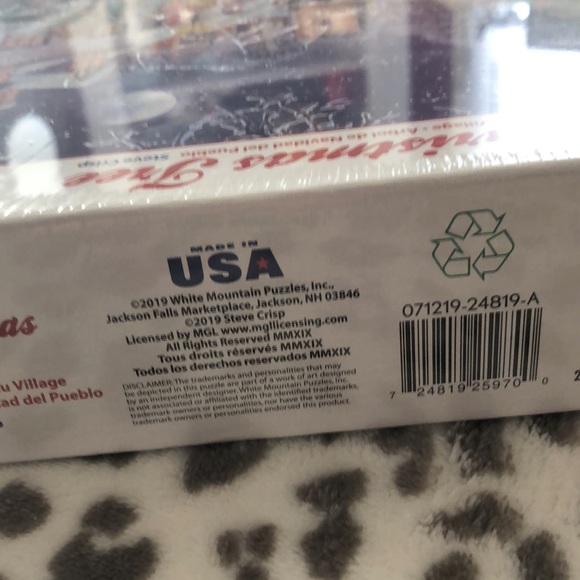 ristmas Tree
Village • Arbol de Navidad del Pueblo
Steve Crisp
as
u Village
ad del Pueblo
MADE IN
USA
©2019 White Mountain Puzzles, Inc.,
Jackson Falls Marketplace, Jackson, NH 03846
©2019 Steve Crisp
Licensed by MGL www.mgllicensing.com
All Rights Reserved MMXIX
Tous droits réservés MMXIX
Todos los derechos reservados MMXIX
DISCLAIMER: The trademarks and personalities that may
be depicted in this puzzle are part of a work of art designed
by an independent designer. White Mountain Puzzles, Inc.
is not associated or affiliated with the identified trademarks,
trademark owners or personalities, nor have the various
trademark owners or personalities endorsed this product.
071219-24819-A
7 24819 25970 0
2